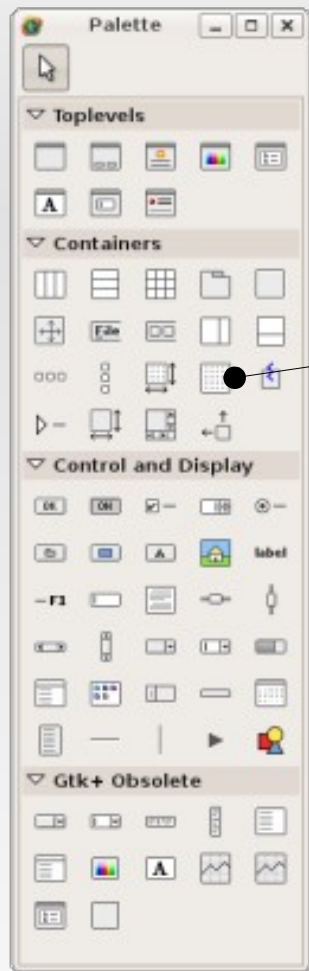 Palette
Toplevels
A
Containers
File
Control and Display
OK ON
A label
F1
Gtk+ Obsolete
A